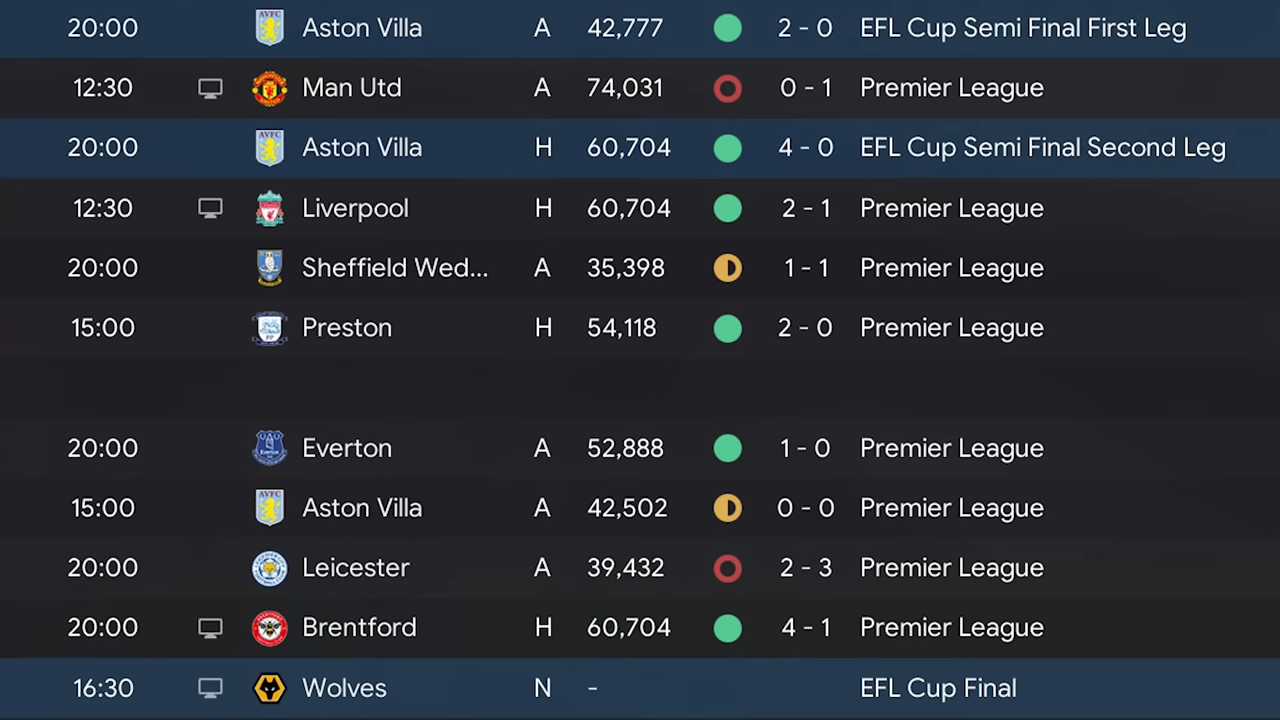 20:00 AVFC Aston Villa A 42,777 2 - 0 EFL Cup Semi Final First Leg
12:30 Man Utd A 74,031 0 - 1 Premier League
20:00 AVFC Aston Villa H 60,704 4 - 0 EFL Cup Semi Final Second Leg
12:30 Liverpool H 60,704 2 - 1 Premier League
20:00 Sheffield Wed... A 35,398 1 - 1 Premier League
15:00 PP Preston H 54,118 2 - 0 Premier League
20:00 Everton Everton A 52,888 1 - 0 Premier League
15:00 AVFC Aston Villa A 42,502 0 - 0 Premier League
20:00 Leicester A 39,432 2 - 3 Premier League
20:00 Brentford H 60,704 4 - 1 Premier League
16:30 Wolves N - EFL Cup Final